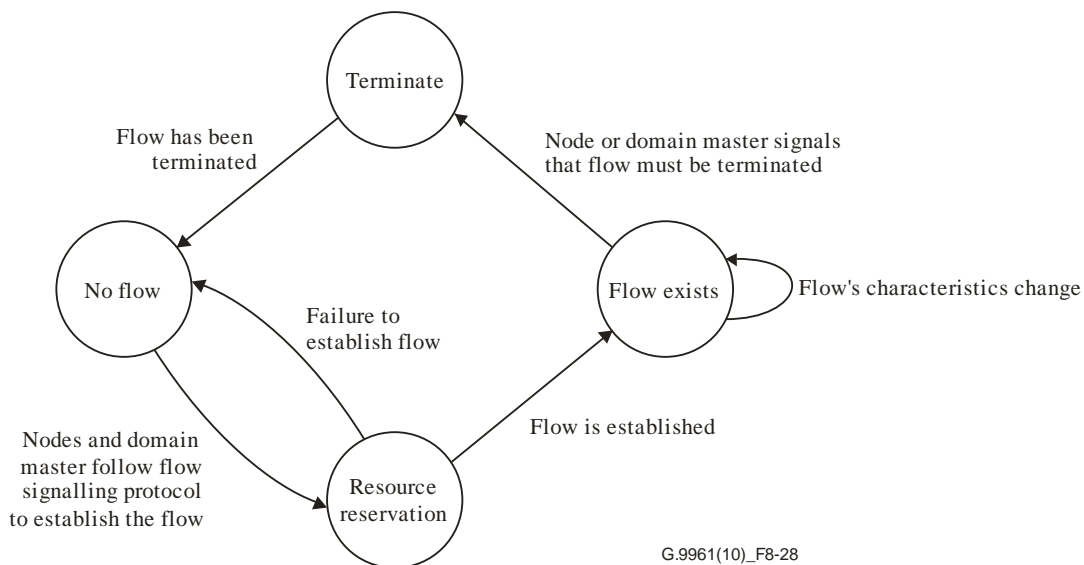 Terminate
Flow has been
terminated
Node or domain master signals
that flow must be terminated
No flow
Flow exists
Flow's characteristics change
Failure to
establish flow
Flow is established
Nodes and domain
master follow flow
signalling protocol
to establish the flow
Resource
reservation
G.9961(10)_F8-28